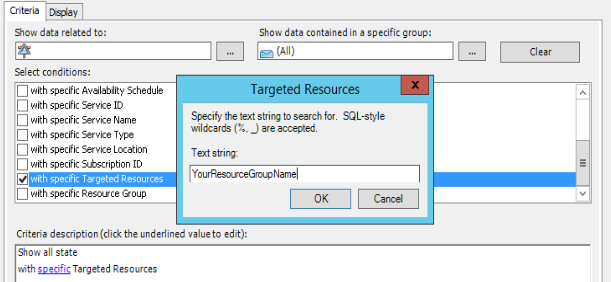 Criteria Display
Show data related to: Show data contained in a specific group:
... (All) ... Clear
Select conditions:
with specific Availability Schedule
with specific Service ID
with specific Service Name
with specific Service Type
with specific Service Location
with specific Subscription ID
with specific Targeted Resources
with specific Resource Group
Targeted Resources x
Specify the text string to search for. SQL-style
wildcards (%, _) are accepted.
Text string:
YourResourceGroupName
OK Cancel
Criteria description (click the underlined value to edit):
Show all state
with specific Targeted Resources